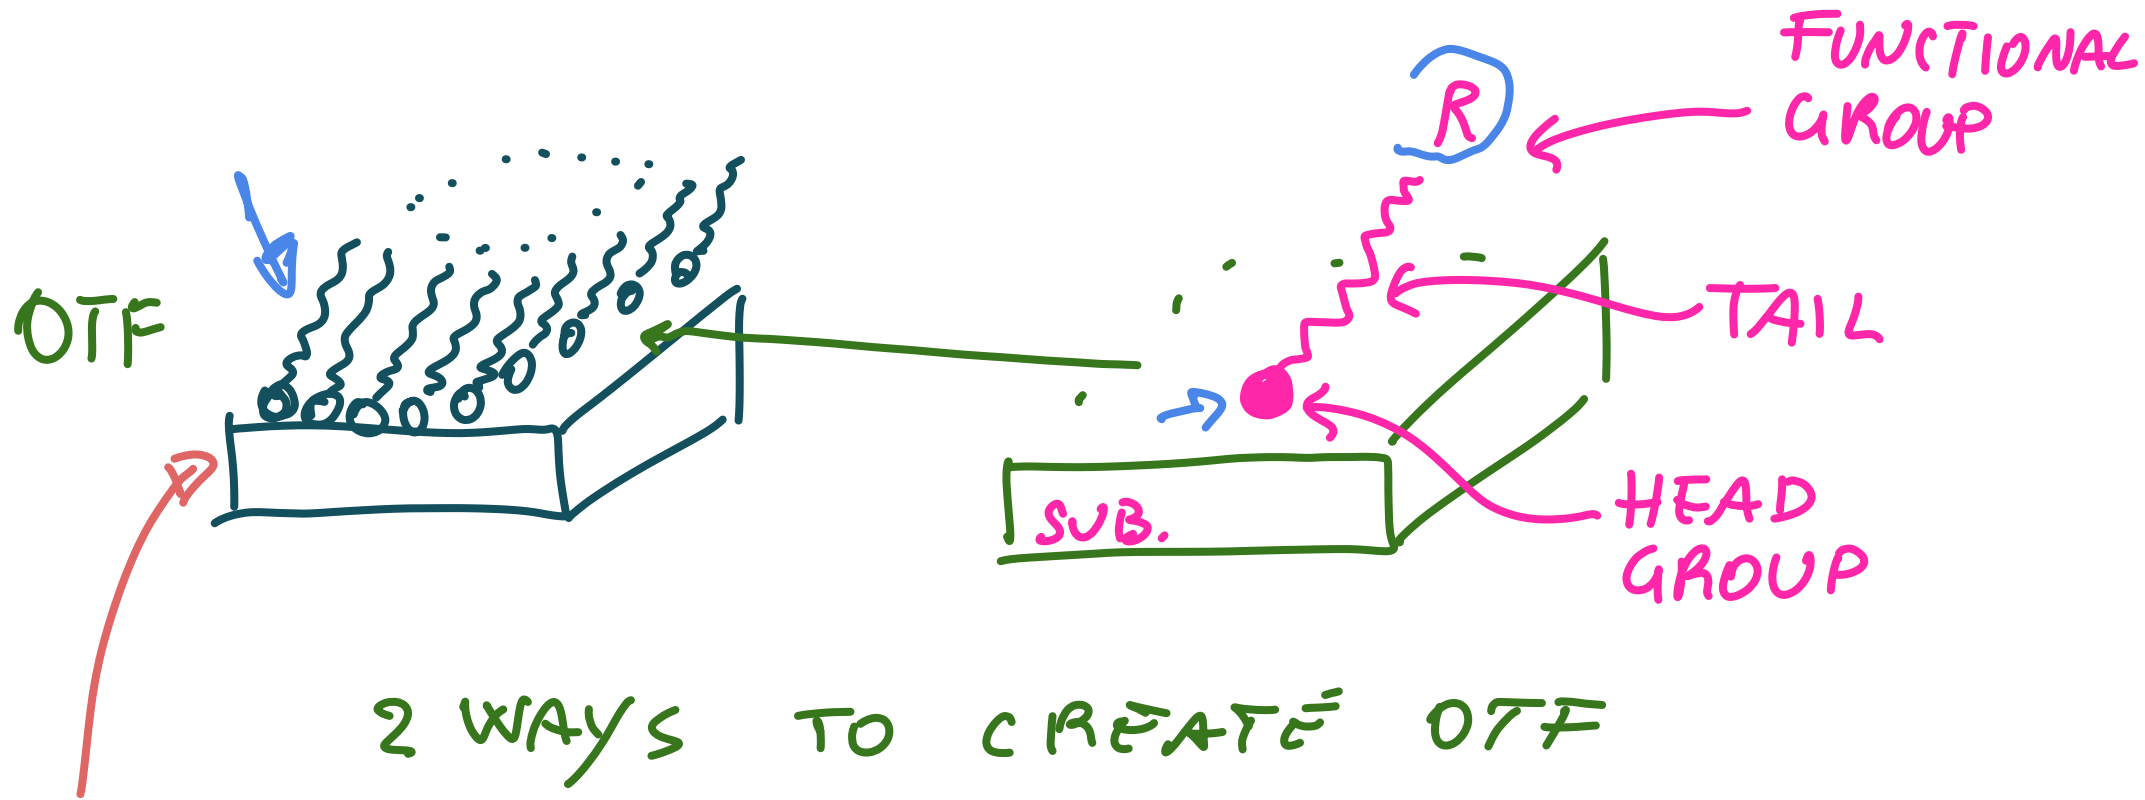 FUNCTIONAL
GROUP
R
OTF
TAIL
SUB.
HEAD
GROUP
2 WAYS TO CREATE OTF